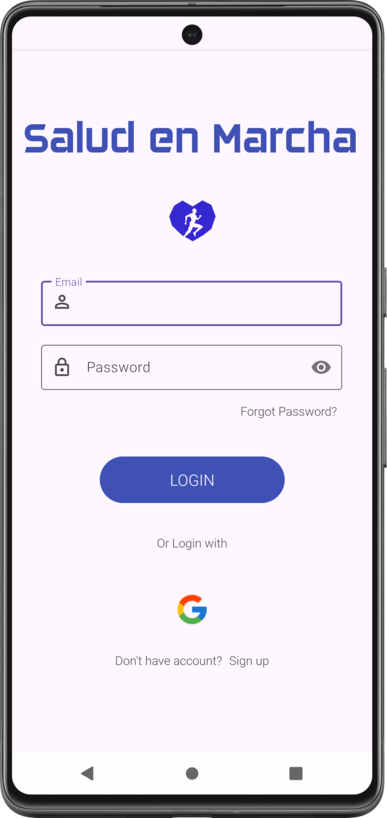 Salud en Marcha
Email
Password
Forgot Password?
LOGIN
Or Login with
Don't have account? Sign up